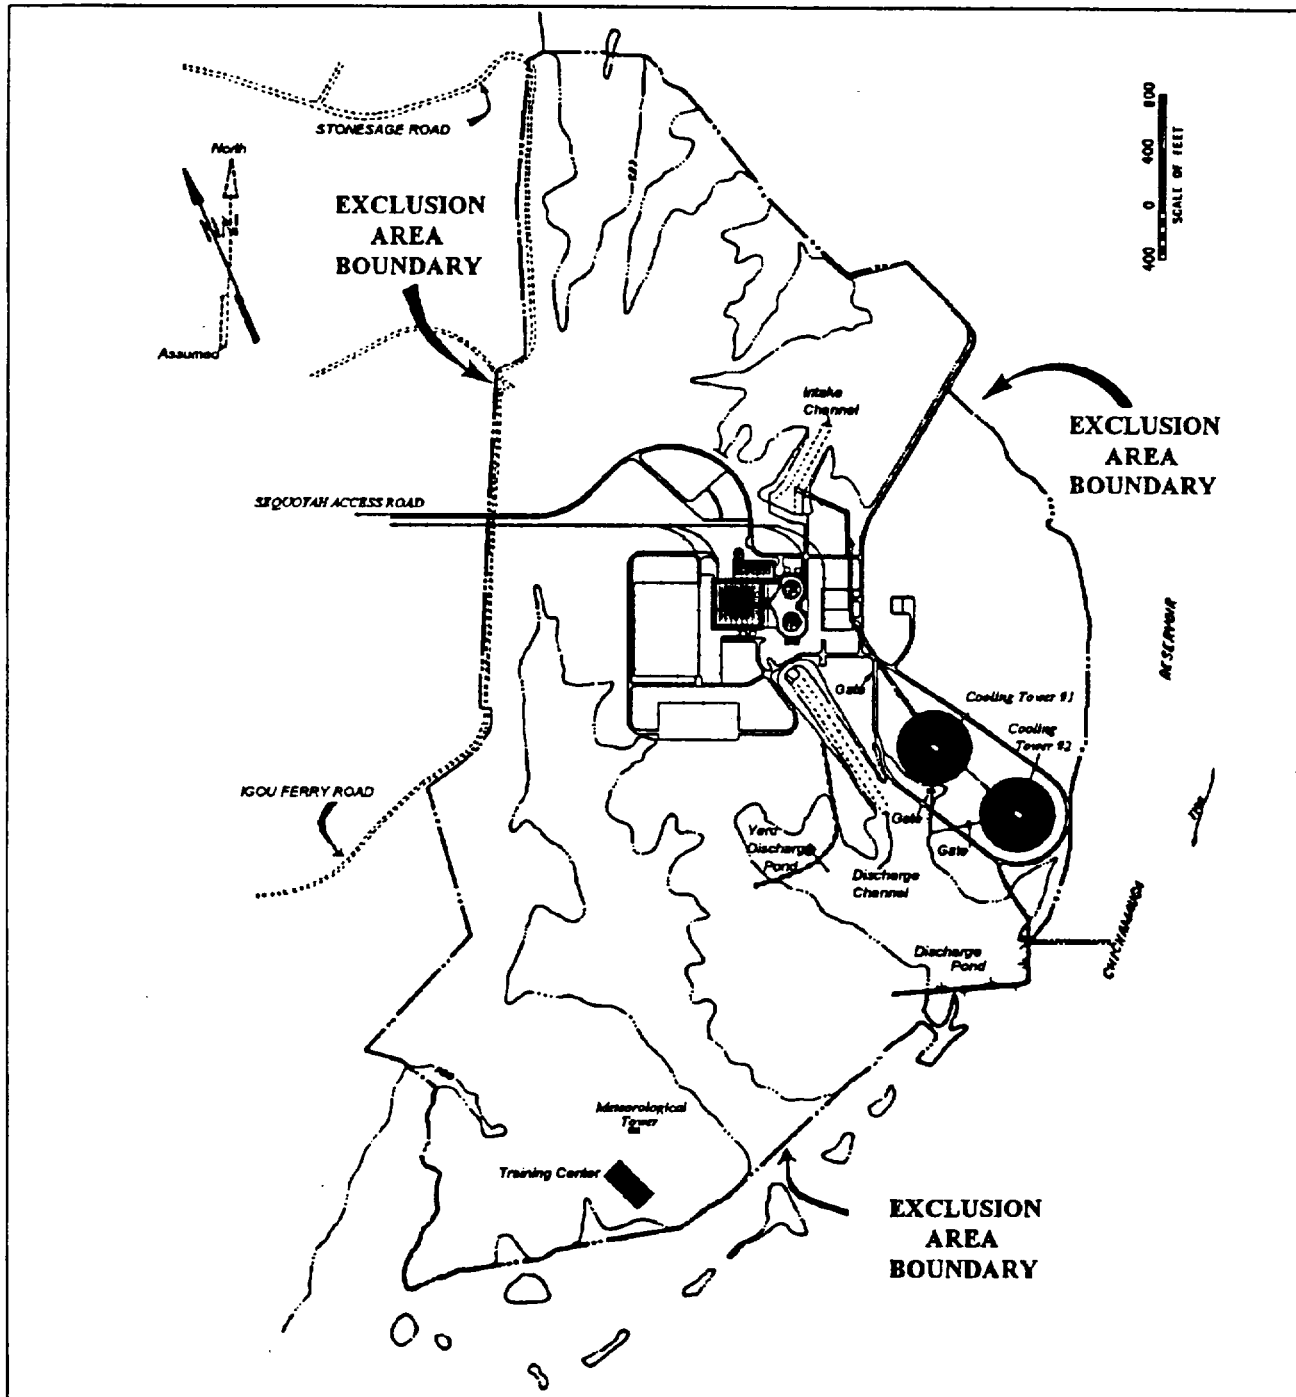 STONESAGE ROAD
North
Assumed
EXCLUSION
AREA
BOUNDARY
400 0 400 800
SCALE OF FEET
Intake
Channel
EXCLUSION
AREA
BOUNDARY
SEQUOYAH ACCESS ROAD
RESERVOIR
Gate
Cooling Tower #1
Cooling
Tower #2
IGOU FERRY ROAD
Gate
Gate
Yard
Discharge
Pond
Discharge
Channel
Discharge
Pond
Meteorological
Tower
Training Center
EXCLUSION
AREA
BOUNDARY